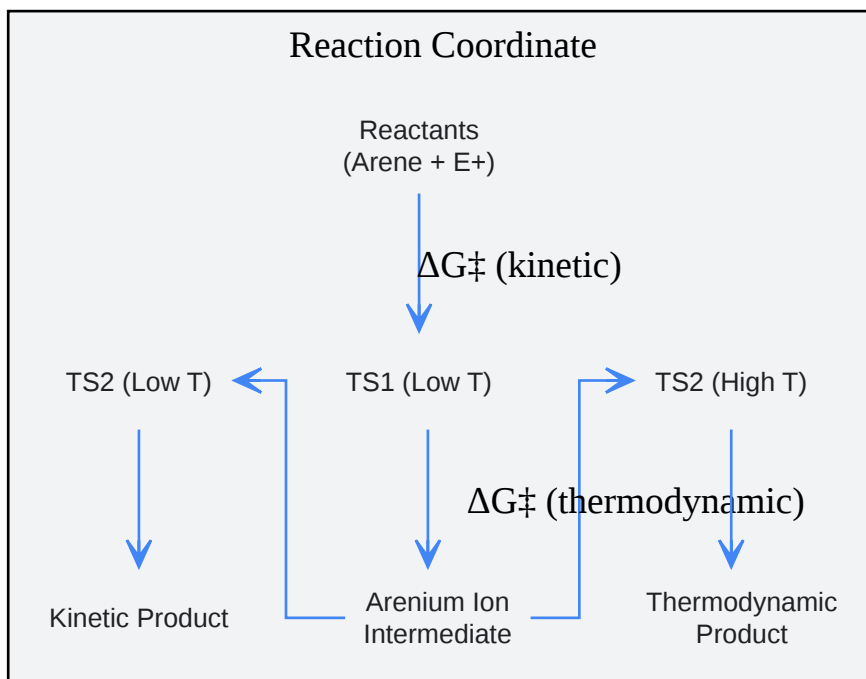 Reaction Coordinate
Reactants
(Arene + E+)
ΔG‡ (kinetic)
TS2 (Low T)
TS1 (Low T)
TS2 (High T)
ΔG‡ (thermodynamic)
Kinetic Product
Arenium Ion
Intermediate
Thermodynamic
Product